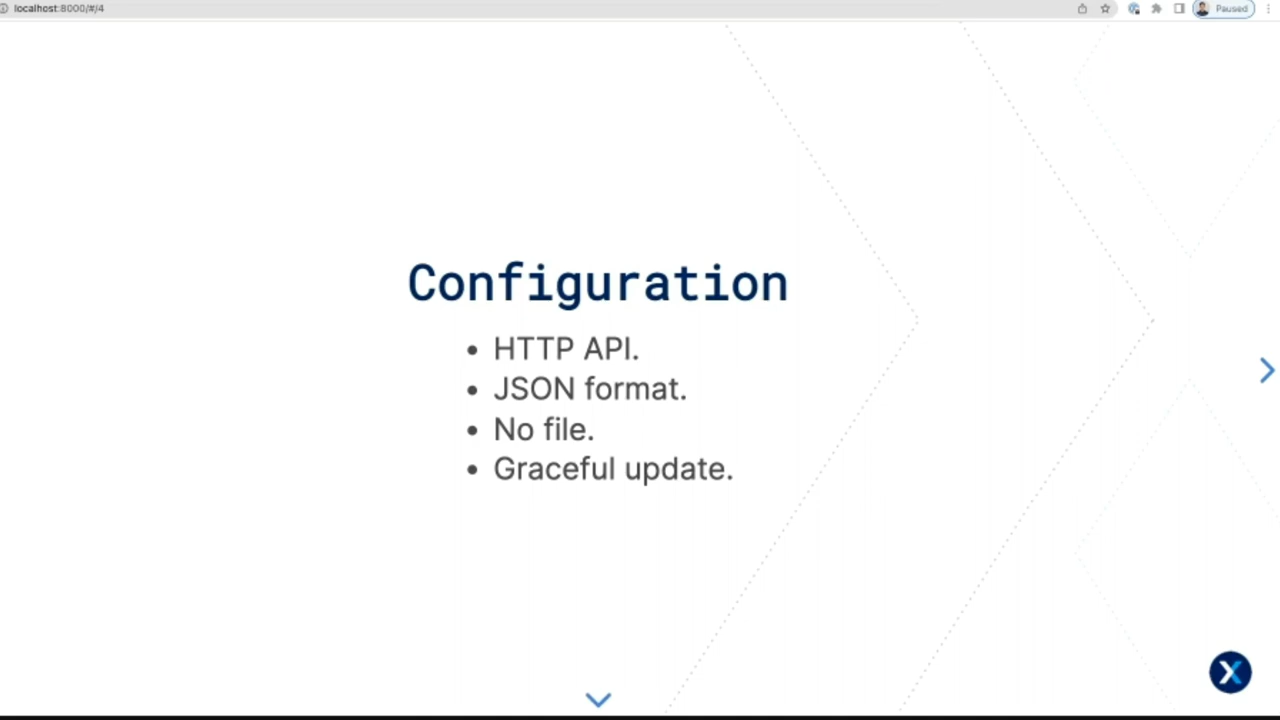 localhost:8000/#/4
Paused
Configuration
HTTP API.
JSON format.
No file.
Graceful update.
X